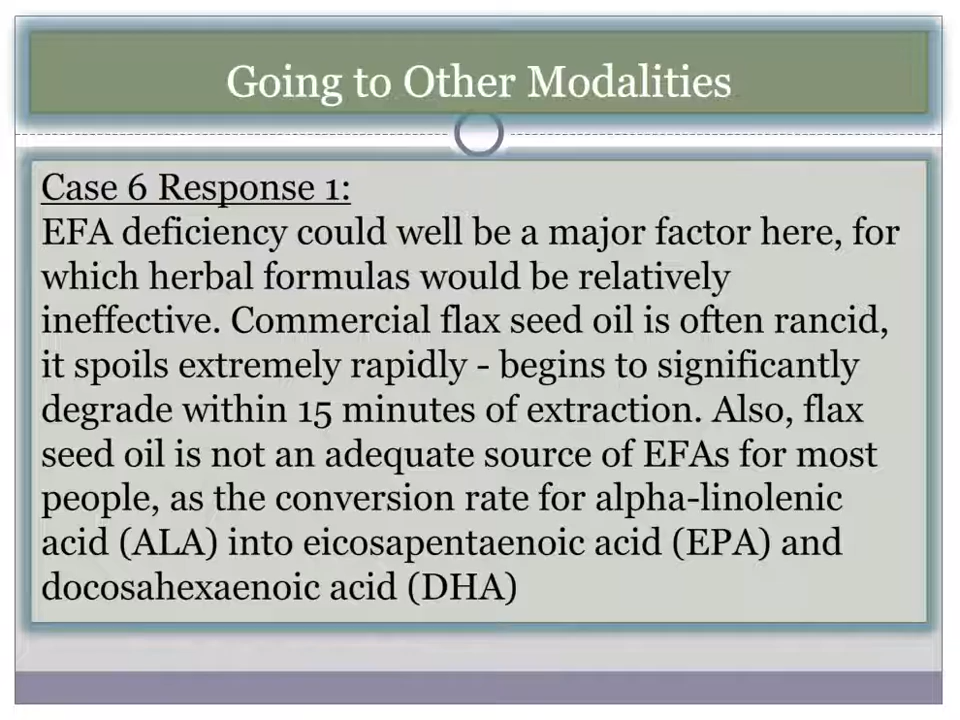 Going to Other Modalities
Case 6 Response 1:
EFA deficiency could well be a major factor here, for
which herbal formulas would be relatively
ineffective. Commercial flax seed oil is often rancid,
it spoils extremely rapidly - begins to significantly
degrade within 15 minutes of extraction. Also, flax
seed oil is not an adequate source of EFAs for most
people, as the conversion rate for alpha-linolenic
acid (ALA) into eicosapentaenoic acid (EPA) and
docosahexaenoic acid (DHA)